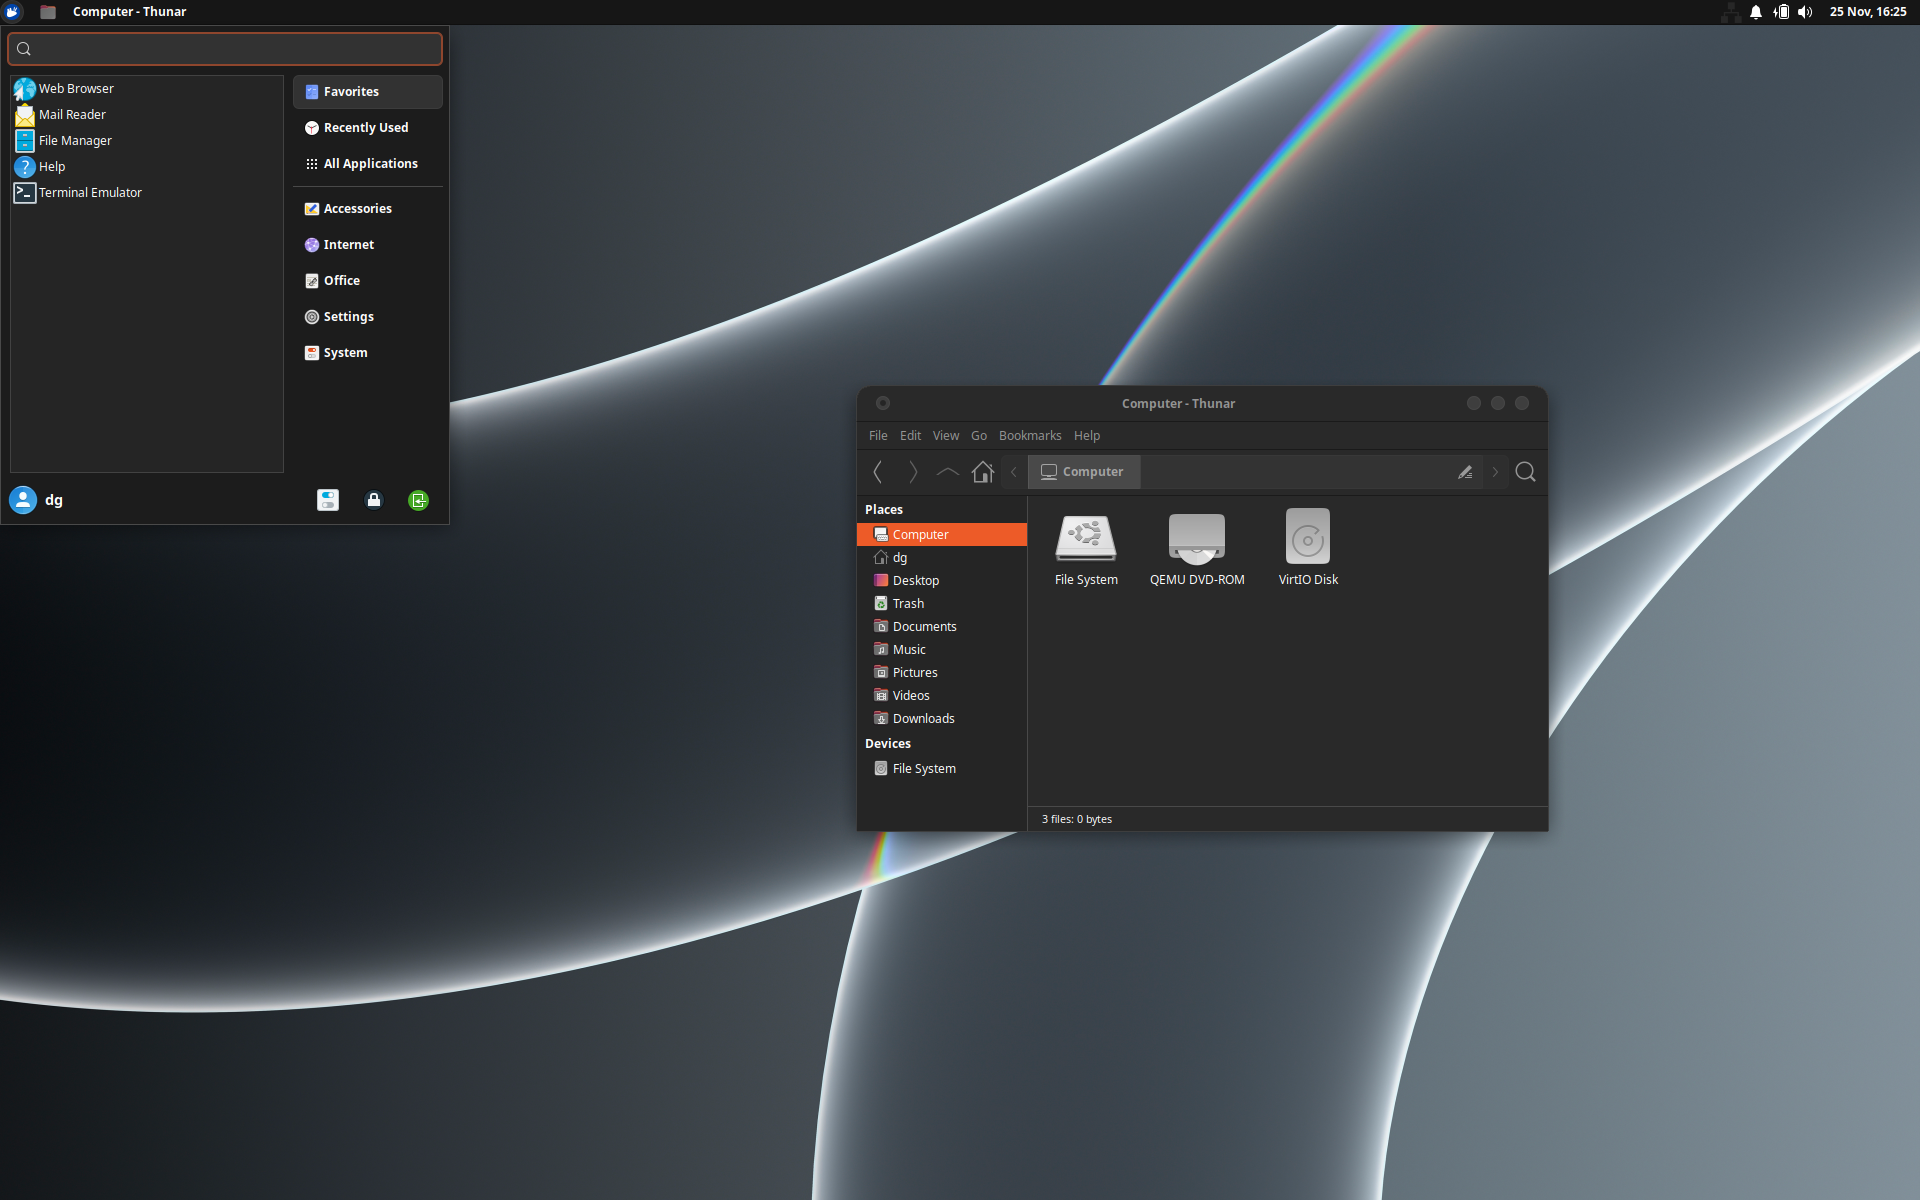 Computer - Thunar
25 Nov, 16:25
Web Browser
Mail Reader
File Manager
Help
Terminal Emulator
Favorites
Recently Used
All Applications
Accessories
Internet
Office
Settings
System
dg
Computer - Thunar
File Edit View Go Bookmarks Help
Computer
Places
Computer
dg
Desktop
Trash
Documents
Music
Pictures
Videos
Downloads
Devices
File System
File System
QEMU DVD-ROM
VirtIO Disk
3 files: 0 bytes